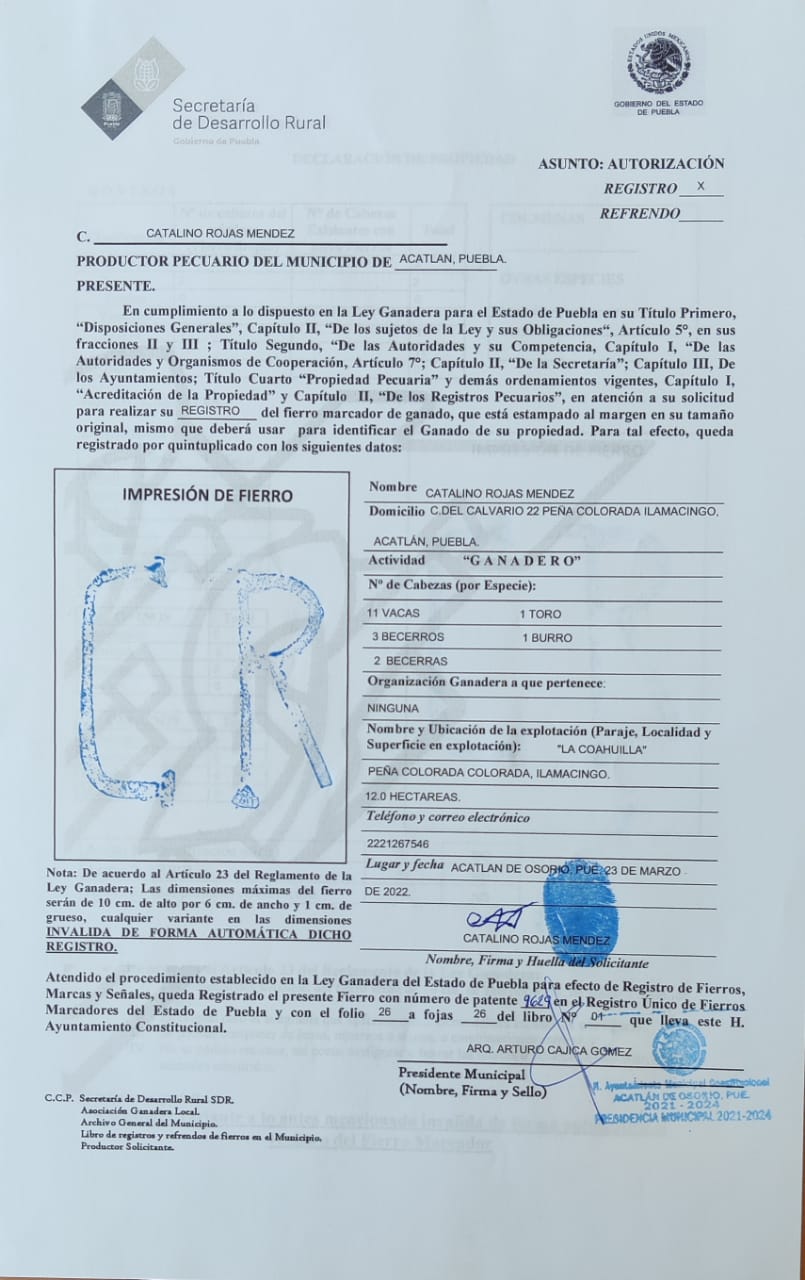 Secretaría
de Desarrollo Rural
Gobierno de Puebla
ESTADOS UNIDOS MEXICANOS
GOBIERNO DEL ESTADO
DE PUEBLA
ASUNTO: AUTORIZACIÓN
REGISTRO X
REFRENDO
C. CATALINO ROJAS MENDEZ
PRODUCTOR PECUARIO DEL MUNICIPIO DE ACATLAN, PUEBLA.
PRESENTE.
En cumplimiento a lo dispuesto en la Ley Ganadera para el Estado de Puebla en su Título Primero,
“Disposiciones Generales”, Capítulo II, “De los sujetos de la Ley y sus Obligaciones“, Artículo 5°, en sus
fracciones II y III ; Título Segundo, “De las Autoridades y su Competencia, Capítulo I, “De las
Autoridades y Organismos de Cooperación, Artículo 7°; Capítulo II, “De la Secretaría”; Capítulo III, De
los Ayuntamientos; Título Cuarto “Propiedad Pecuaria” y demás ordenamientos vigentes, Capítulo I,
“Acreditación de la Propiedad” y Capítulo II, “De los Registros Pecuarios”, en atención a su solicitud
para realizar su REGISTRO del fierro marcador de ganado, que está estampado al margen en su tamaño
original, mismo que deberá usar para identificar el Ganado de su propiedad. Para tal efecto, queda
registrado por quintuplicado con los siguientes datos:
IMPRESIÓN DE FIERRO
CR
Nombre CATALINO ROJAS MENDEZ
Domicilio C.DEL CALVARIO 22 PEÑA COLORADA ILAMACINGO,
ACATLÁN, PUEBLA.
Actividad “G A N A D E R O”
N° de Cabezas (por Especie):
11 VACAS 1 TORO
3 BECERROS 1 BURRO
2 BECERRAS
Organización Ganadera a que pertenece:
NINGUNA
Nombre y Ubicación de la explotación (Paraje, Localidad y
Superficie en explotación): "LA COAHUILLA"
PEÑA COLORADA COLORADA, ILAMACINGO.
12.0 HECTAREAS.
Teléfono y correo electrónico
2221267546
Lugar y fecha ACATLAN DE OSORIO, PUE, 23 DE MARZO
DE 2022.
CATALINO ROJAS MENDEZ
Nombre, Firma y Huella del Solicitante
Nota: De acuerdo al Artículo 23 del Reglamento de la
Ley Ganadera; Las dimensiones máximas del fierro
serán de 10 cm. de alto por 6 cm. de ancho y 1 cm. de
grueso, cualquier variante en las dimensiones
INVALIDA DE FORMA AUTOMÁTICA DICHO
REGISTRO.
Atendido el procedimiento establecido en la Ley Ganadera del Estado de Puebla para efecto de Registro de Fierros,
Marcas y Señales, queda Registrado el presente Fierro con número de patente 9629 en el Registro Único de Fierros
Marcadores del Estado de Puebla y con el folio 26 a fojas 26 del libro N° 01 que lleva este H.
Ayuntamiento Constitucional.
ARQ. ARTURO CAJICA GOMEZ
Presidente Municipal
(Nombre, Firma y Sello)
H. Ayuntamiento Municipal Constitucional
ACATLÁN DE OSORIO, PUE.
2021 - 2024
PRESIDENCIA MUNICIPAL 2021-2024
C.C.P. Secretaría de Desarrollo Rural SDR.
Asociación Ganadera Local.
Archivo General del Municipio.
Libro de registros y refrendos de fierros en el Municipio.
Productor Solicitante.